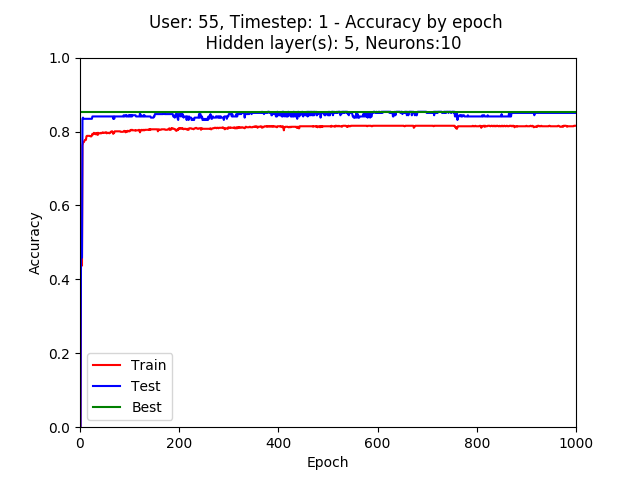 User: 55, Timestep: 1 - Accuracy by epoch
Hidden layer(s): 5, Neurons:10
1.0
0.8
0.6
0.4
0.2
0.0
Accuracy
Train
Test
Best
0 200 400 600 800 1000
Epoch